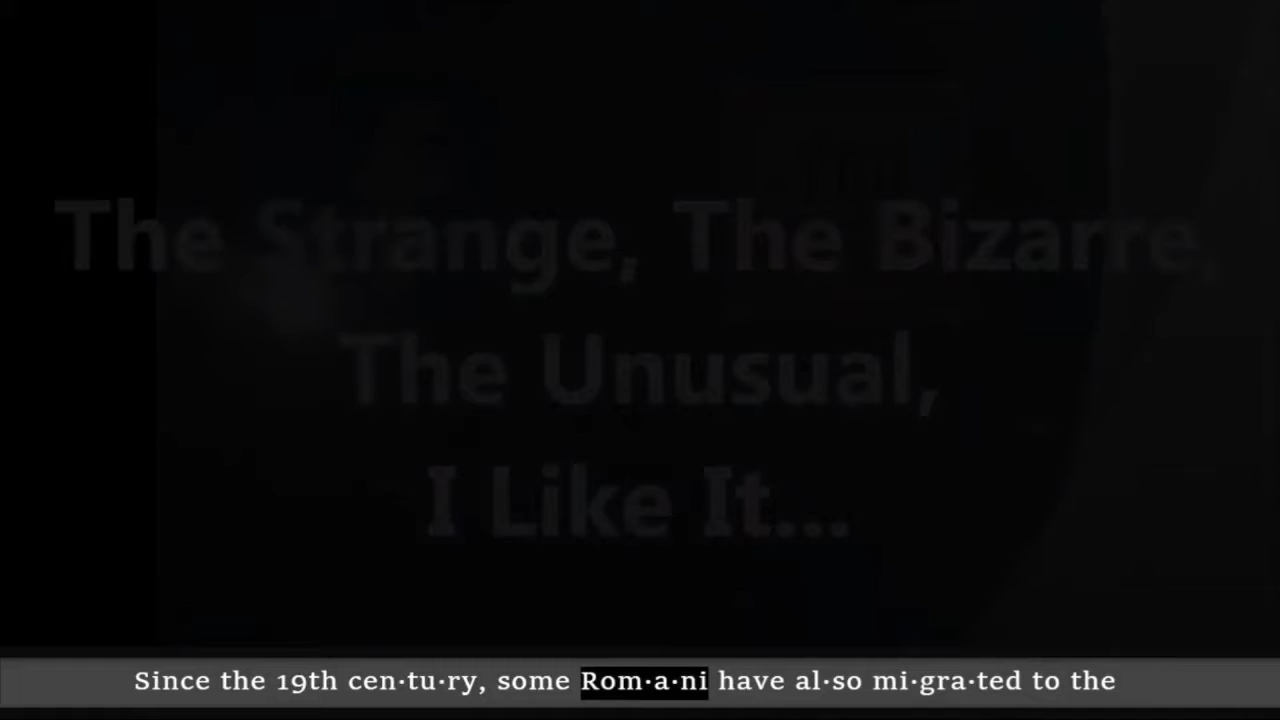 The Strange, The Bizarre,
The Unusual,
I Like It...
Since the 19th cen·tu·ry, some Rom·a·ni have al·so mi·gra·ted to the